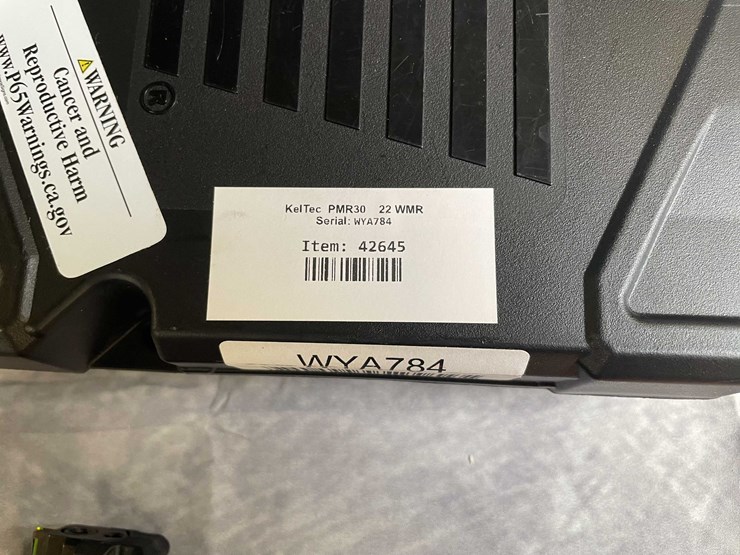 ⚠WARNING
Cancer and
Reproductive Harm
www.P65Warnings.ca.gov
®
KelTec PMR30 22 WMR
Serial: WYA784
Item: 42645
WYA784